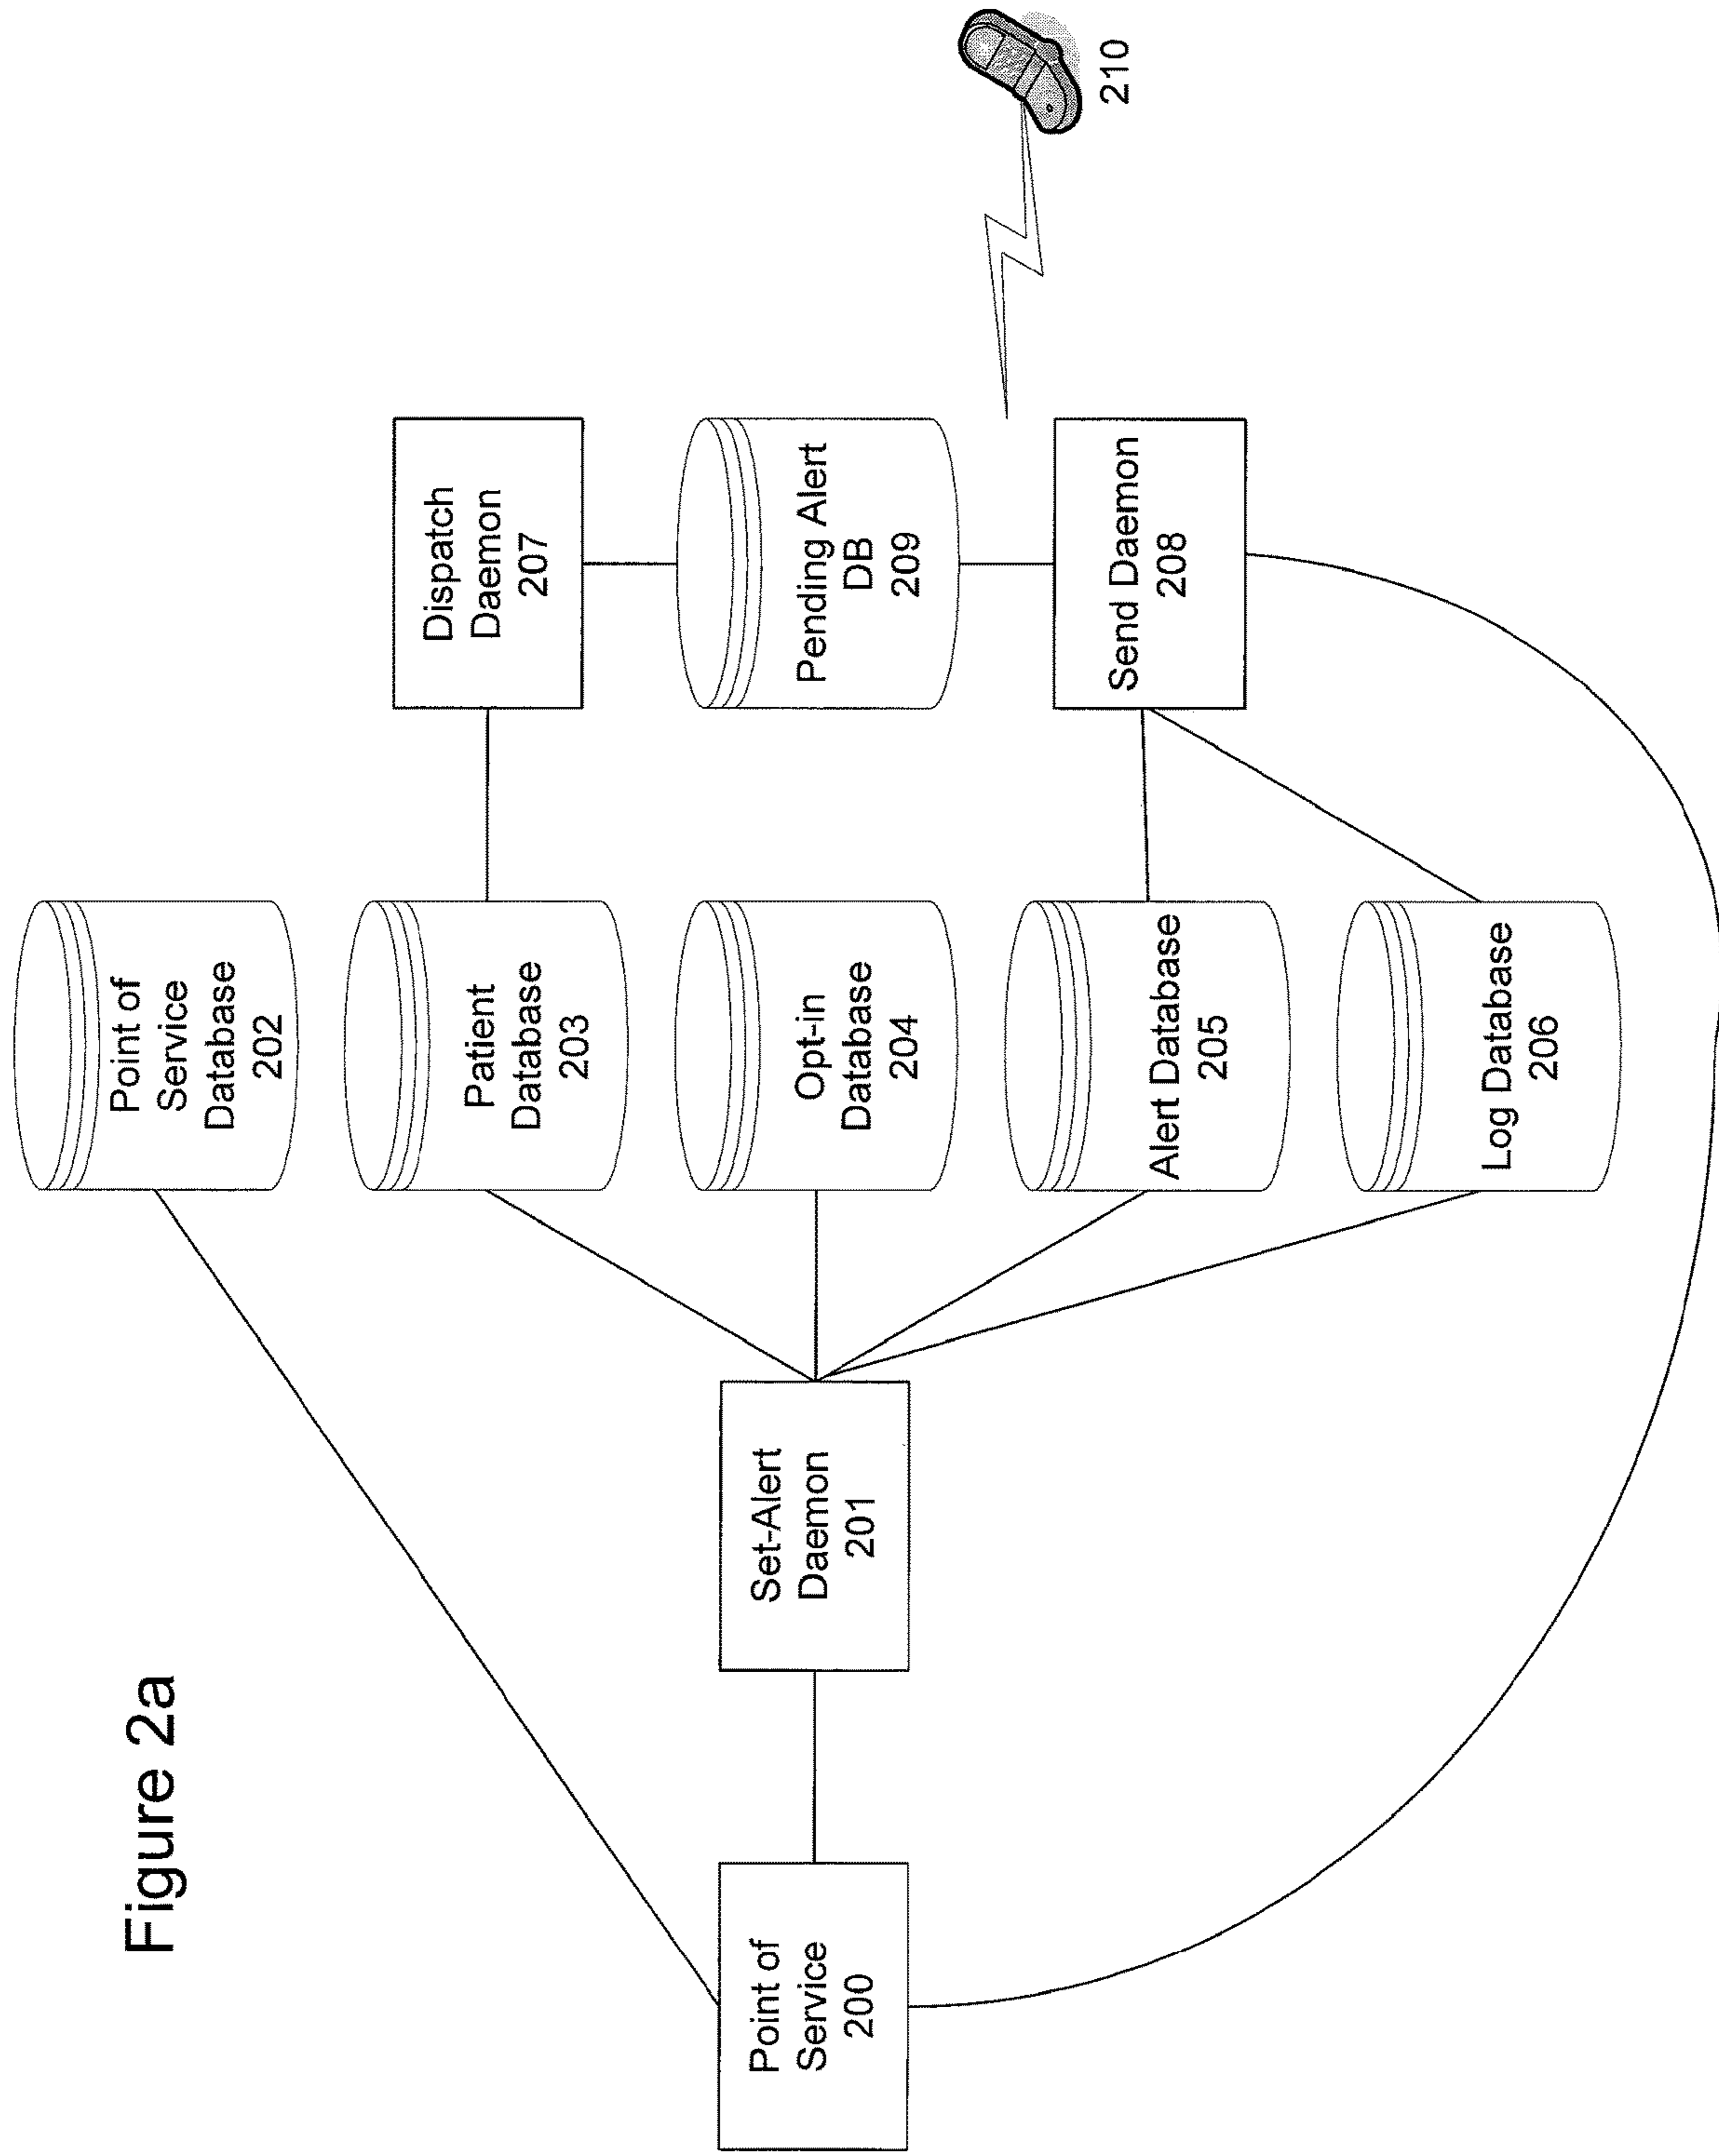 Figure 2a
Point of
Service
200
Set-Alert
Daemon
201
Point of
Service
Database
202
Patient
Database
203
Opt-in
Database
204
Alert Database
205
Log Database
206
Dispatch
Daemon
207
Pending Alert
DB
209
Send Daemon
208
210